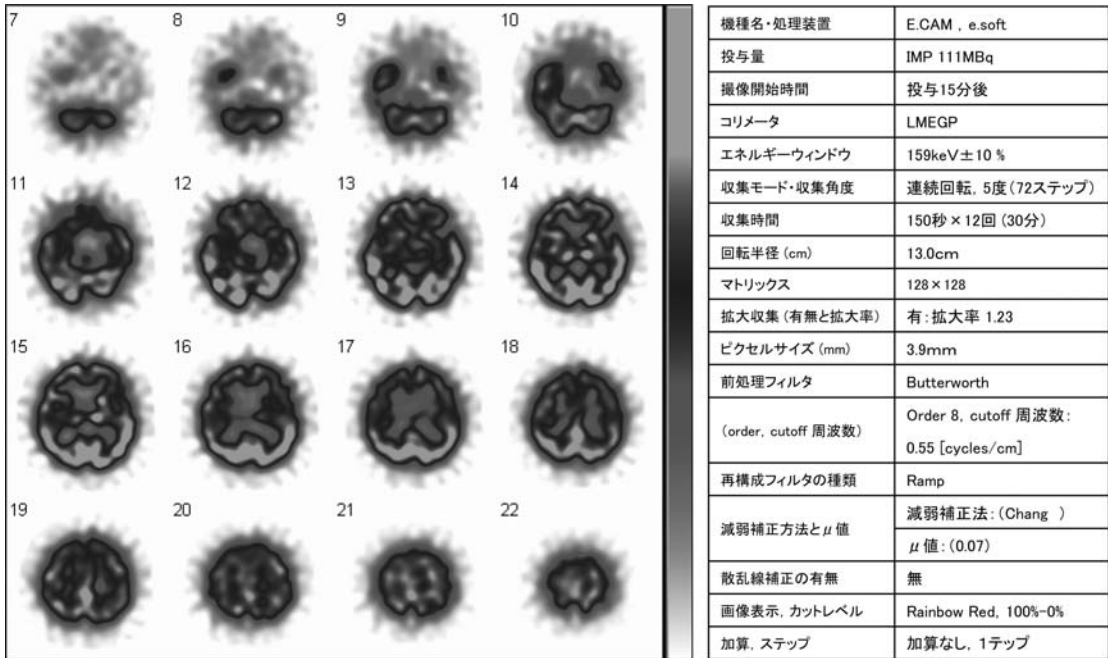 7 8 9 10
11 12 13 14
15 16 17 18
19 20 21 22
機種名・処理装置 E.CAM , e.soft
投与量 IMP 111MBq
撮像開始時間 投与15分後
コリメータ LMEGP
エネルギーウィンドウ 159keV±10 %
収集モード・収集角度 連続回転, 5度(72ステップ)
収集時間 150秒×12回 (30分)
回転半径 (cm) 13.0cm
マトリックス 128×128
拡大収集 (有無と拡大率) 有:拡大率 1.23
ピクセルサイズ (mm) 3.9mm
前処理フィルタ Butterworth
(order, cutoff 周波数) Order 8, cutoff 周波数:
0.55 [cycles/cm]
再構成フィルタの種類 Ramp
減弱補正方法とμ値 減弱補正法:(Chang )
μ値:(0.07)
散乱線補正の有無 無
画像表示, カットレベル Rainbow Red, 100%-0%
加算, ステップ 加算なし, 1テップ